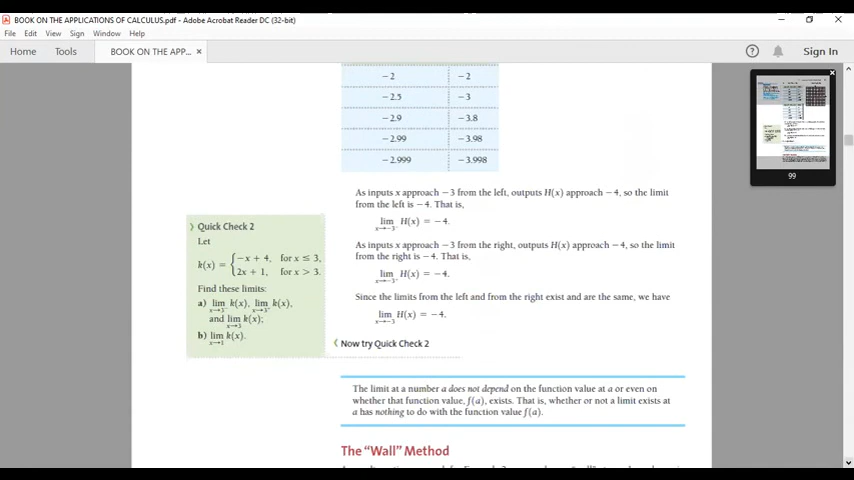 BOOK ON THE APPLICATIONS OF CALCULUS.pdf - Adobe Acrobat Reader DC (32-bit)
File Edit View Sign Window Help
Home Tools BOOK ON THE APP... × Sign In
−2 −2
−2.5 −3
−2.9 −3.8
−2.99 −3.98
−2.999 −3.998
As inputs x approach −3 from the left, outputs H(x) approach −4, so the limit
from the left is −4. That is,
lim H(x) = −4.
x→−3⁻
As inputs x approach −3 from the right, outputs H(x) approach −4, so the limit
from the right is −4. That is,
lim H(x) = −4.
Since the limits from the left and from the right exist and are the same, we have
lim H(x) = −4.
x→−3
Now try Quick Check 2
Quick Check 2
Let
k(x) = { −x + 4, for x ≤ 3,
2x + 1, for x > 3.
Find these limits:
a) lim k(x), lim k(x),
and lim k(x);
x→3
b) lim k(x).
x→1
The limit at a number a does not depend on the function value at a or even on
whether that function value, f(a), exists. That is, whether or not a limit exists at
a has nothing to do with the function value f(a).
The "Wall" Method
99